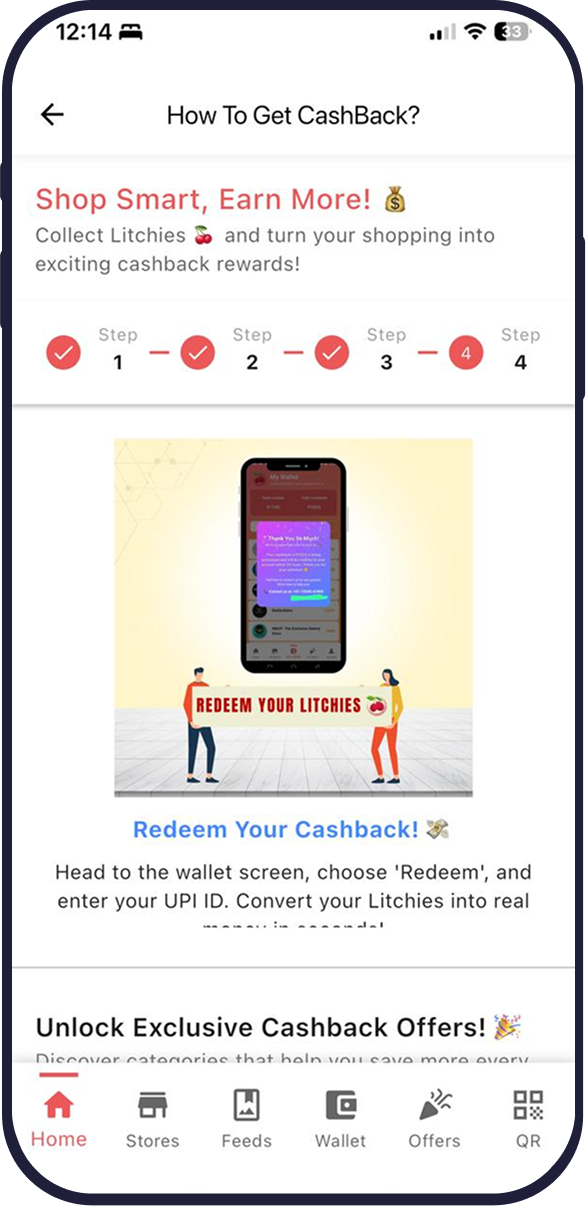 12:14
33
How To Get CashBack?
Shop Smart, Earn More! 💰
Collect Litchies 🍒 and turn your shopping into
exciting cashback rewards!
Step
1
Step
2
Step
3
4
Step
4
My Wallet
Thank You So Much!
REDEEM YOUR LITCHIES
Redeem Your Cashback! 💸
Head to the wallet screen, choose 'Redeem', and
enter your UPI ID. Convert your Litchies into real
money in seconds!
Unlock Exclusive Cashback Offers! 🎉
Discover categories that help you save more every
Home
Stores
Feeds
Wallet
Offers
QR